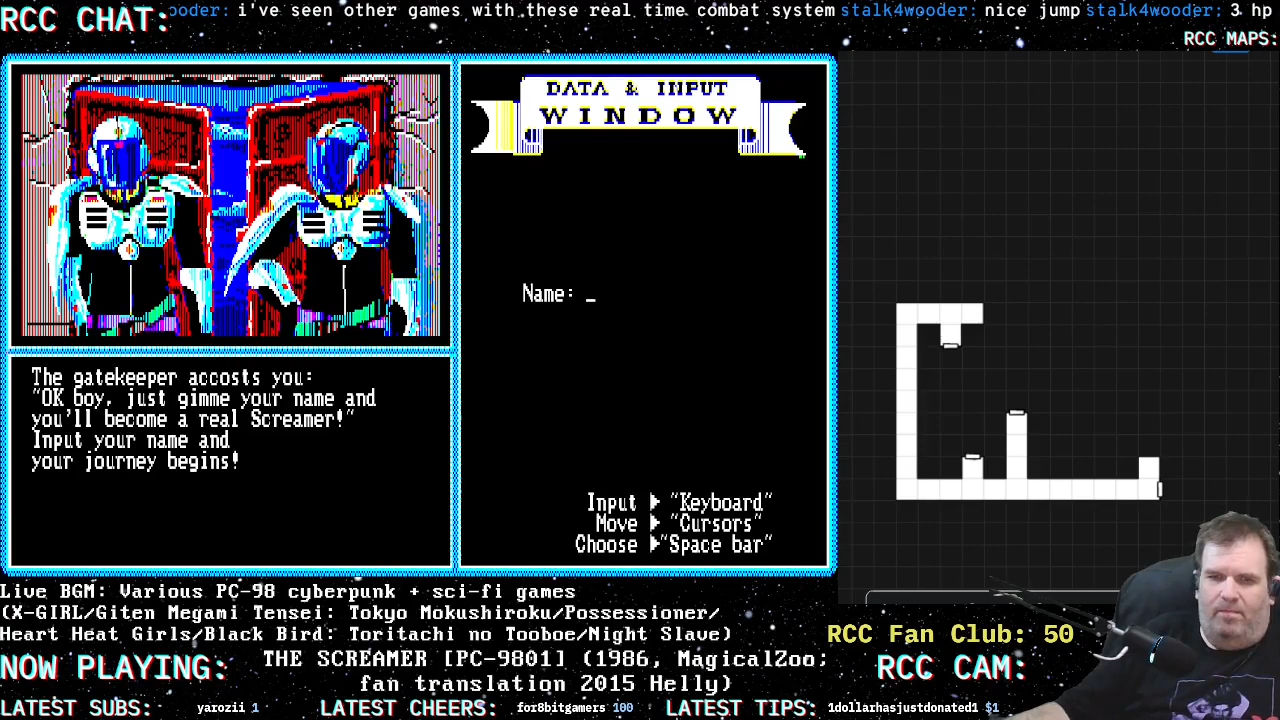 RCC CHAT:
ooder: i've seen other games with these real time combat system stalk4wooder: nice jump stalk4wooder: 3 hp
RCC MAPS:
DATA & INPUT
WINDOW
Name: _
The gatekeeper accosts you:
"OK boy, just gimme your name and
you'll become a real Screamer!"
Input your name and
your journey begins!
Input ▶ "Keyboard"
Move ▶ "Cursors"
Choose ▶"Space bar"
Live BGM: Various PC-98 cyberpunk + sci-fi games
(X-GIRL/Giten Megami Tensei: Tokyo Mokushiroku/Possessioner/
Heart Heat Girls/Black Bird: Toritachi no Tooboe/Night Slave)
RCC Fan Club: 50
NOW PLAYING:
THE SCREAMER [PC-9801] (1986, MagicalZoo;
fan translation 2015 Helly)
RCC CAM:
LATEST SUBS: yarozii 1
LATEST CHEERS: for8bitgamers 100
LATEST TIPS: 1dollarhasjustdonated1 $1